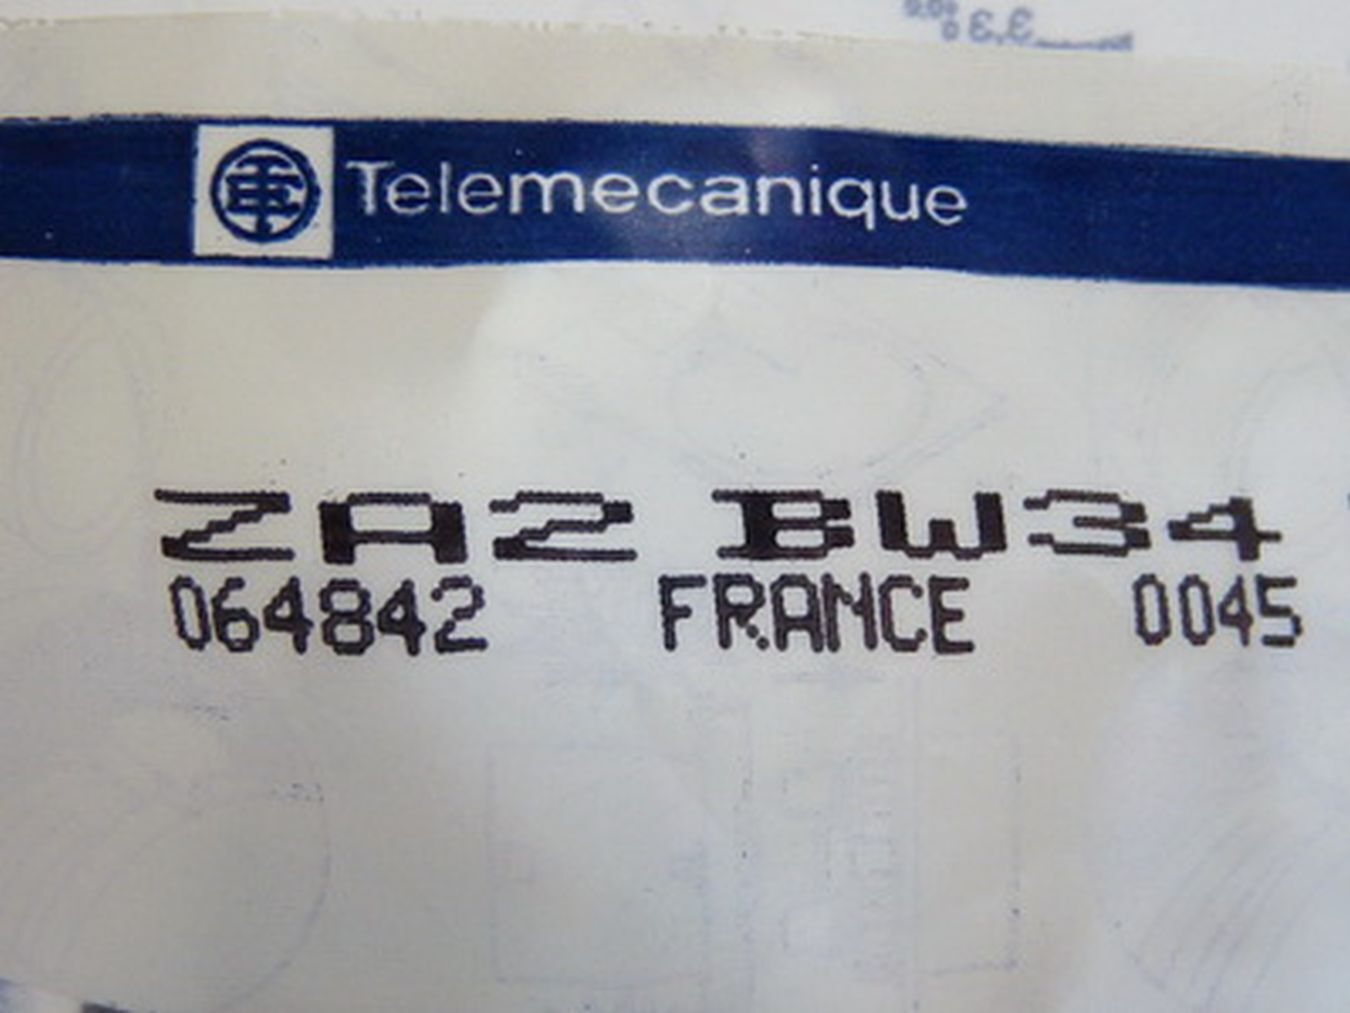 Telemecanique
ZA2 BW34
064842 FRANCE 0045